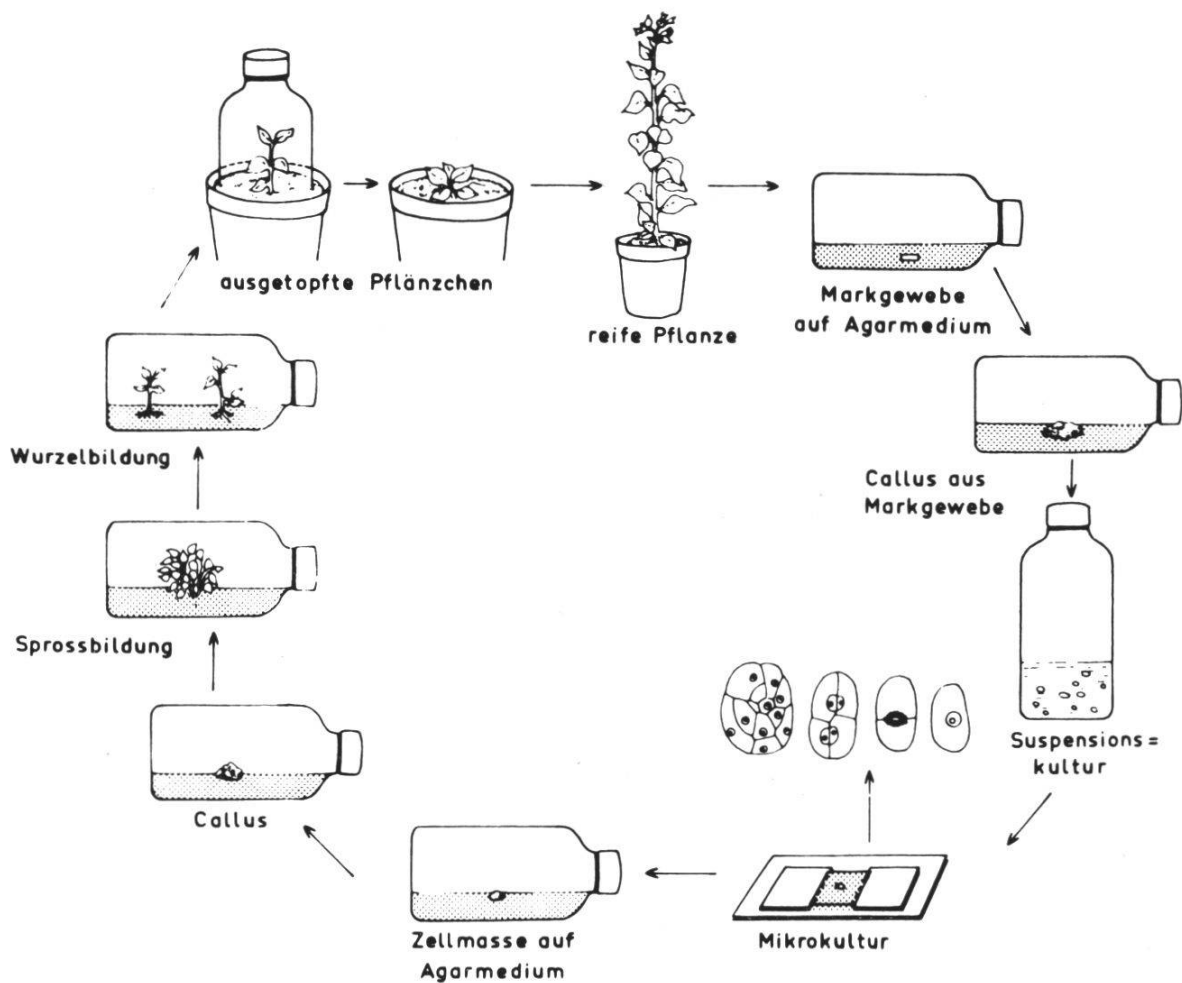 ausgetopfte Pflänzchen
reife Pflanze
Markgewebe
auf Agarmedium
Callus aus
Markgewebe
Suspensions=
kultur
Mikrokultur
Zellmasse auf
Agarmedium
Callus
Sprossbildung
Wurzelbildung